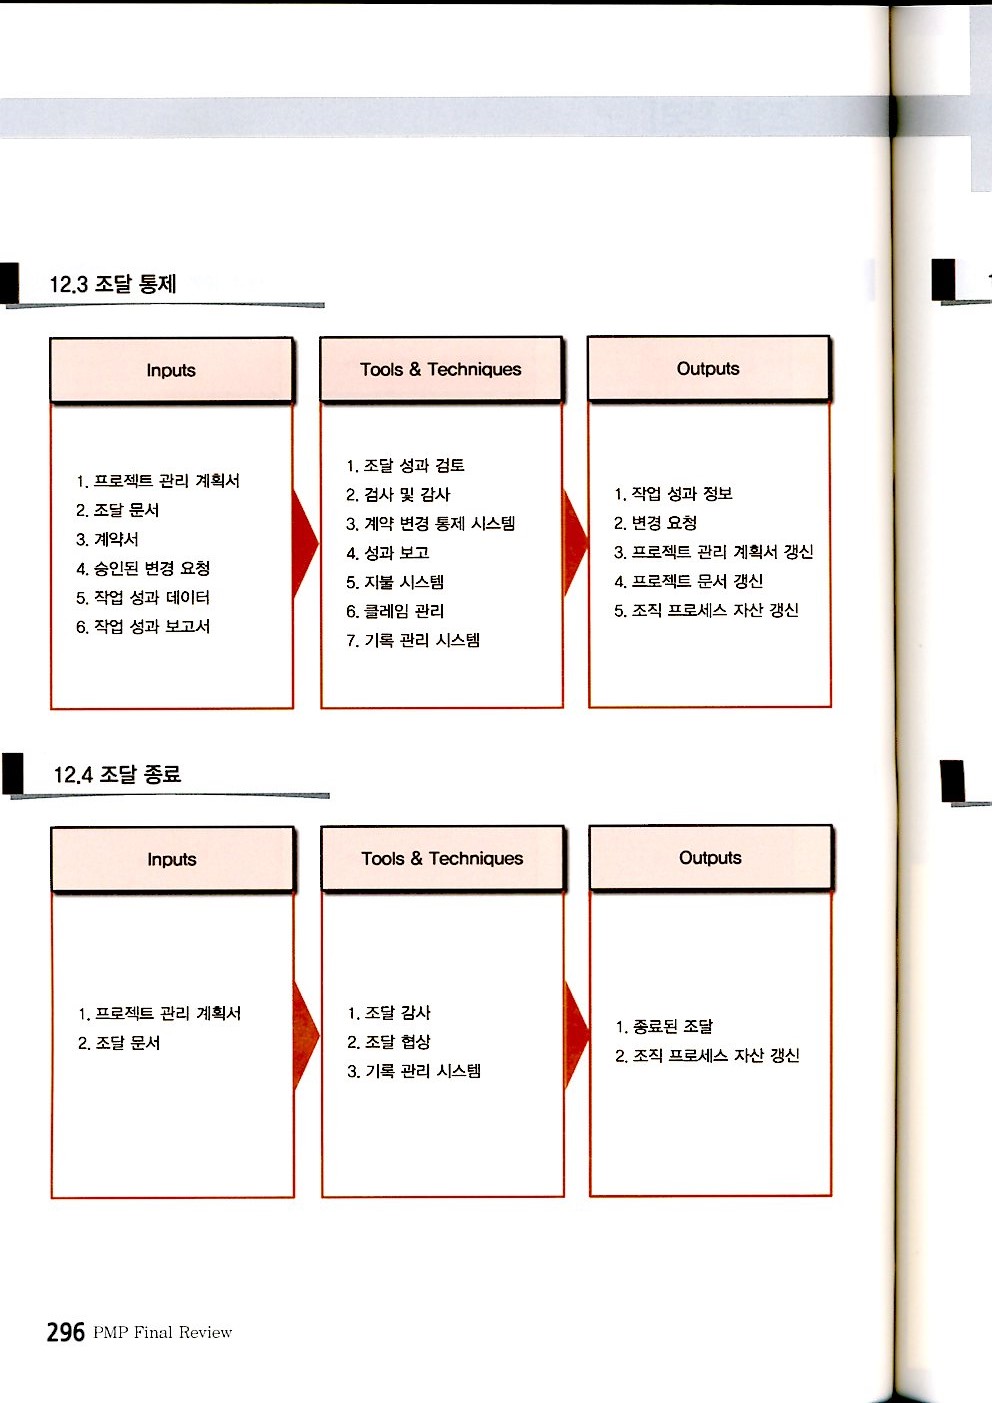 12.3 조달 통제
Inputs
1. 프로젝트 관리 계획서
2. 조달 문서
3. 계약서
4. 승인된 변경 요청
5. 작업 성과 데이터
6. 작업 성과 보고서
Tools & Techniques
1. 조달 성과 검토
2. 검사 및 감사
3. 계약 변경 통제 시스템
4. 성과 보고
5. 지불 시스템
6. 클레임 관리
7. 기록 관리 시스템
Outputs
1. 작업 성과 정보
2. 변경 요청
3. 프로젝트 관리 계획서 갱신
4. 프로젝트 문서 갱신
5. 조직 프로세스 자산 갱신
12.4 조달 종료
Inputs
1. 프로젝트 관리 계획서
2. 조달 문서
Tools & Techniques
1. 조달 감사
2. 조달 협상
3. 기록 관리 시스템
Outputs
1. 종료된 조달
2. 조직 프로세스 자산 갱신
296 PMP Final Review